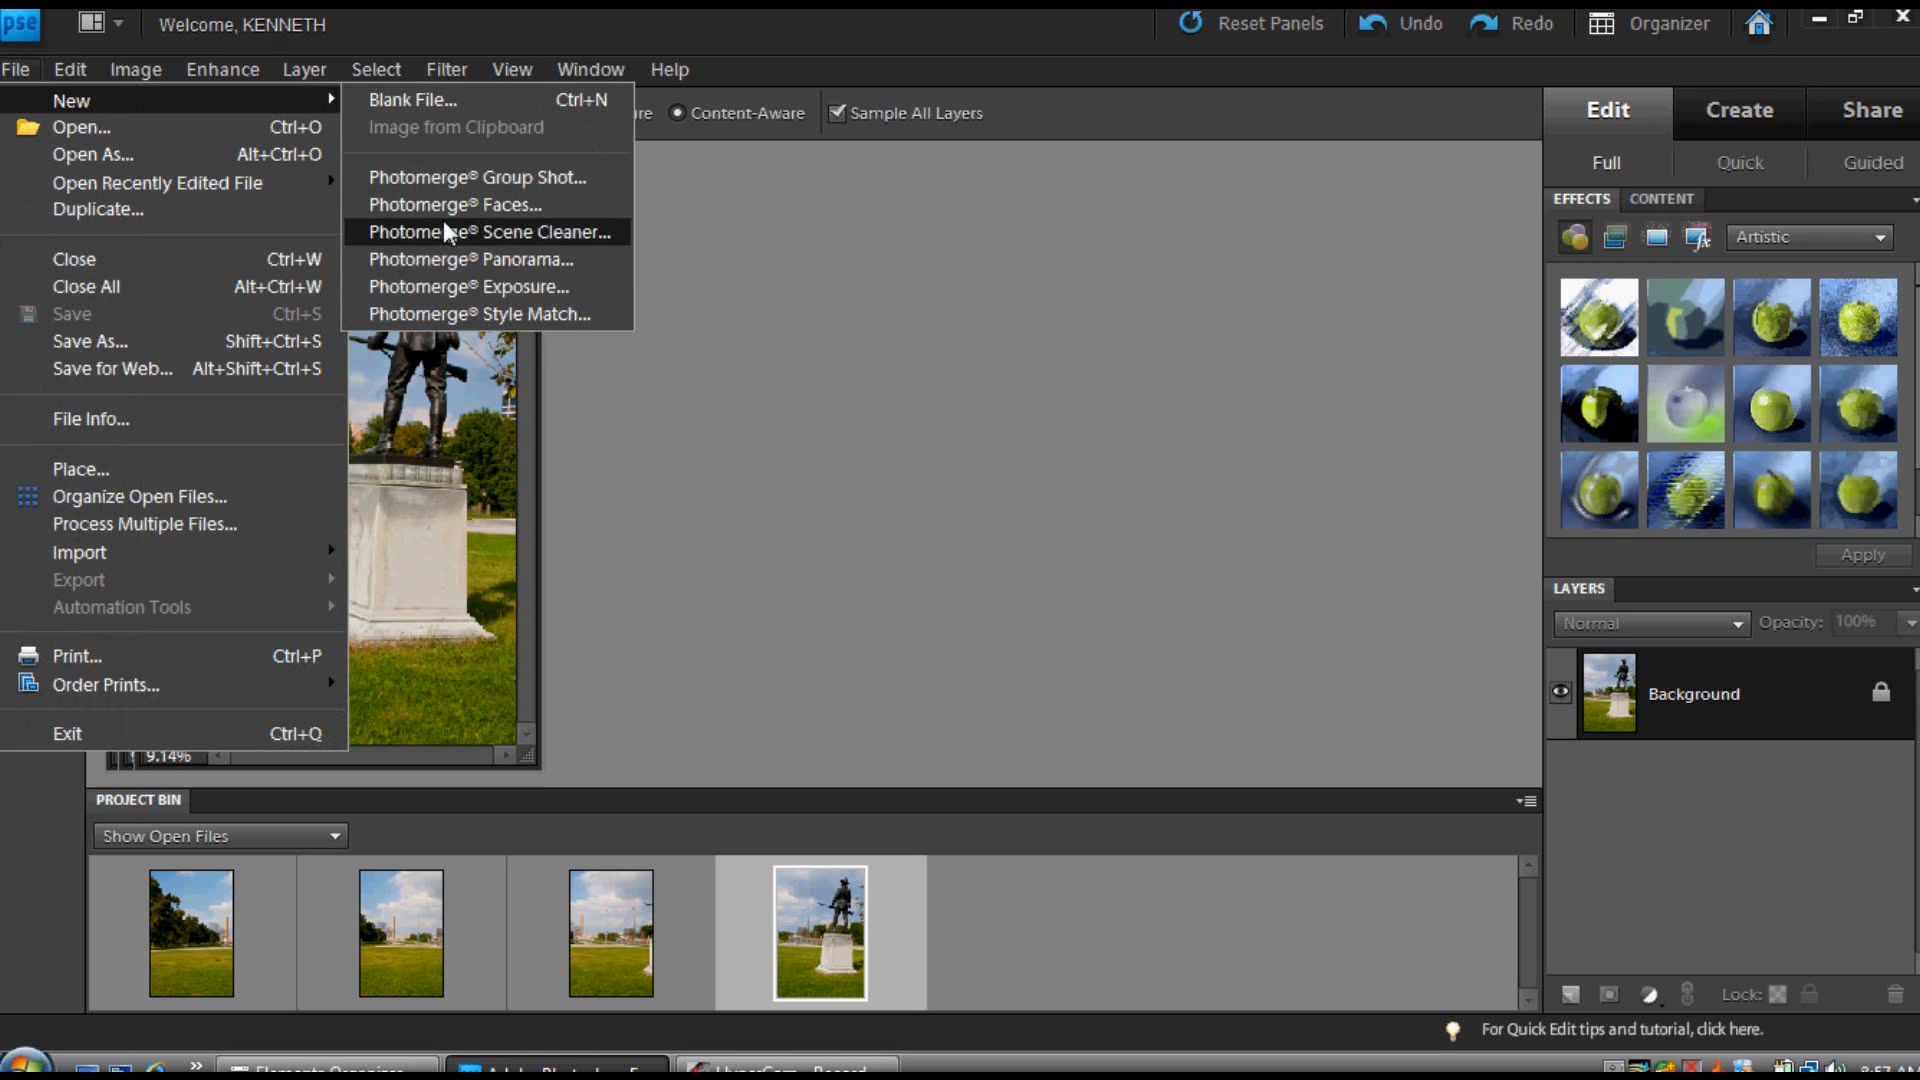 pse
Welcome, KENNETH
Reset Panels
Undo
Redo
Organizer
File
Edit
Image
Enhance
Layer
Select
Filter
View
Window
Help
New
Open... Ctrl+O
Open As... Alt+Ctrl+O
Open Recently Edited File
Duplicate...
Close Ctrl+W
Close All Alt+Ctrl+W
Save Ctrl+S
Save As... Shift+Ctrl+S
Save for Web... Alt+Shift+Ctrl+S
File Info...
Place...
Organize Open Files...
Process Multiple Files...
Import
Export
Automation Tools
Print... Ctrl+P
Order Prints...
Exit Ctrl+Q
Blank File... Ctrl+N
Image from Clipboard
Photomerge® Group Shot...
Photomerge® Faces...
Photomerge® Scene Cleaner...
Photomerge® Panorama...
Photomerge® Exposure...
Photomerge® Style Match...
Content-Aware
Sample All Layers
Edit
Create
Share
Full
Quick
Guided
EFFECTS
CONTENT
Artistic
Apply
LAYERS
Normal
Opacity: 100%
Background
Lock:
9.14%
PROJECT BIN
Show Open Files
For Quick Edit tips and tutorial, click here.